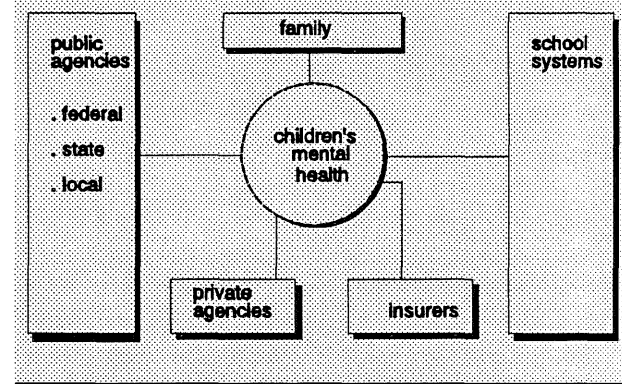 public
agencies
. federal
. state
. local
family
children's
mental
health
school
systems
private
agencies
insurers